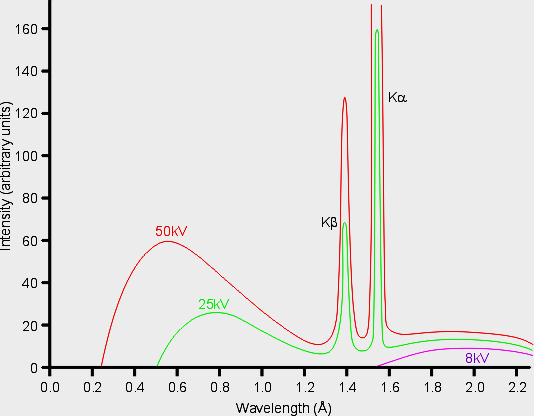 160
140
120
100
80
60
40
20
0
Intensity (arbitrary units)
50kV
25kV
Kβ
Kα
8kV
0.0 0.2 0.4 0.6 0.8 1.0 1.2 1.4 1.6 1.8 2.0 2.2
Wavelength (Å)